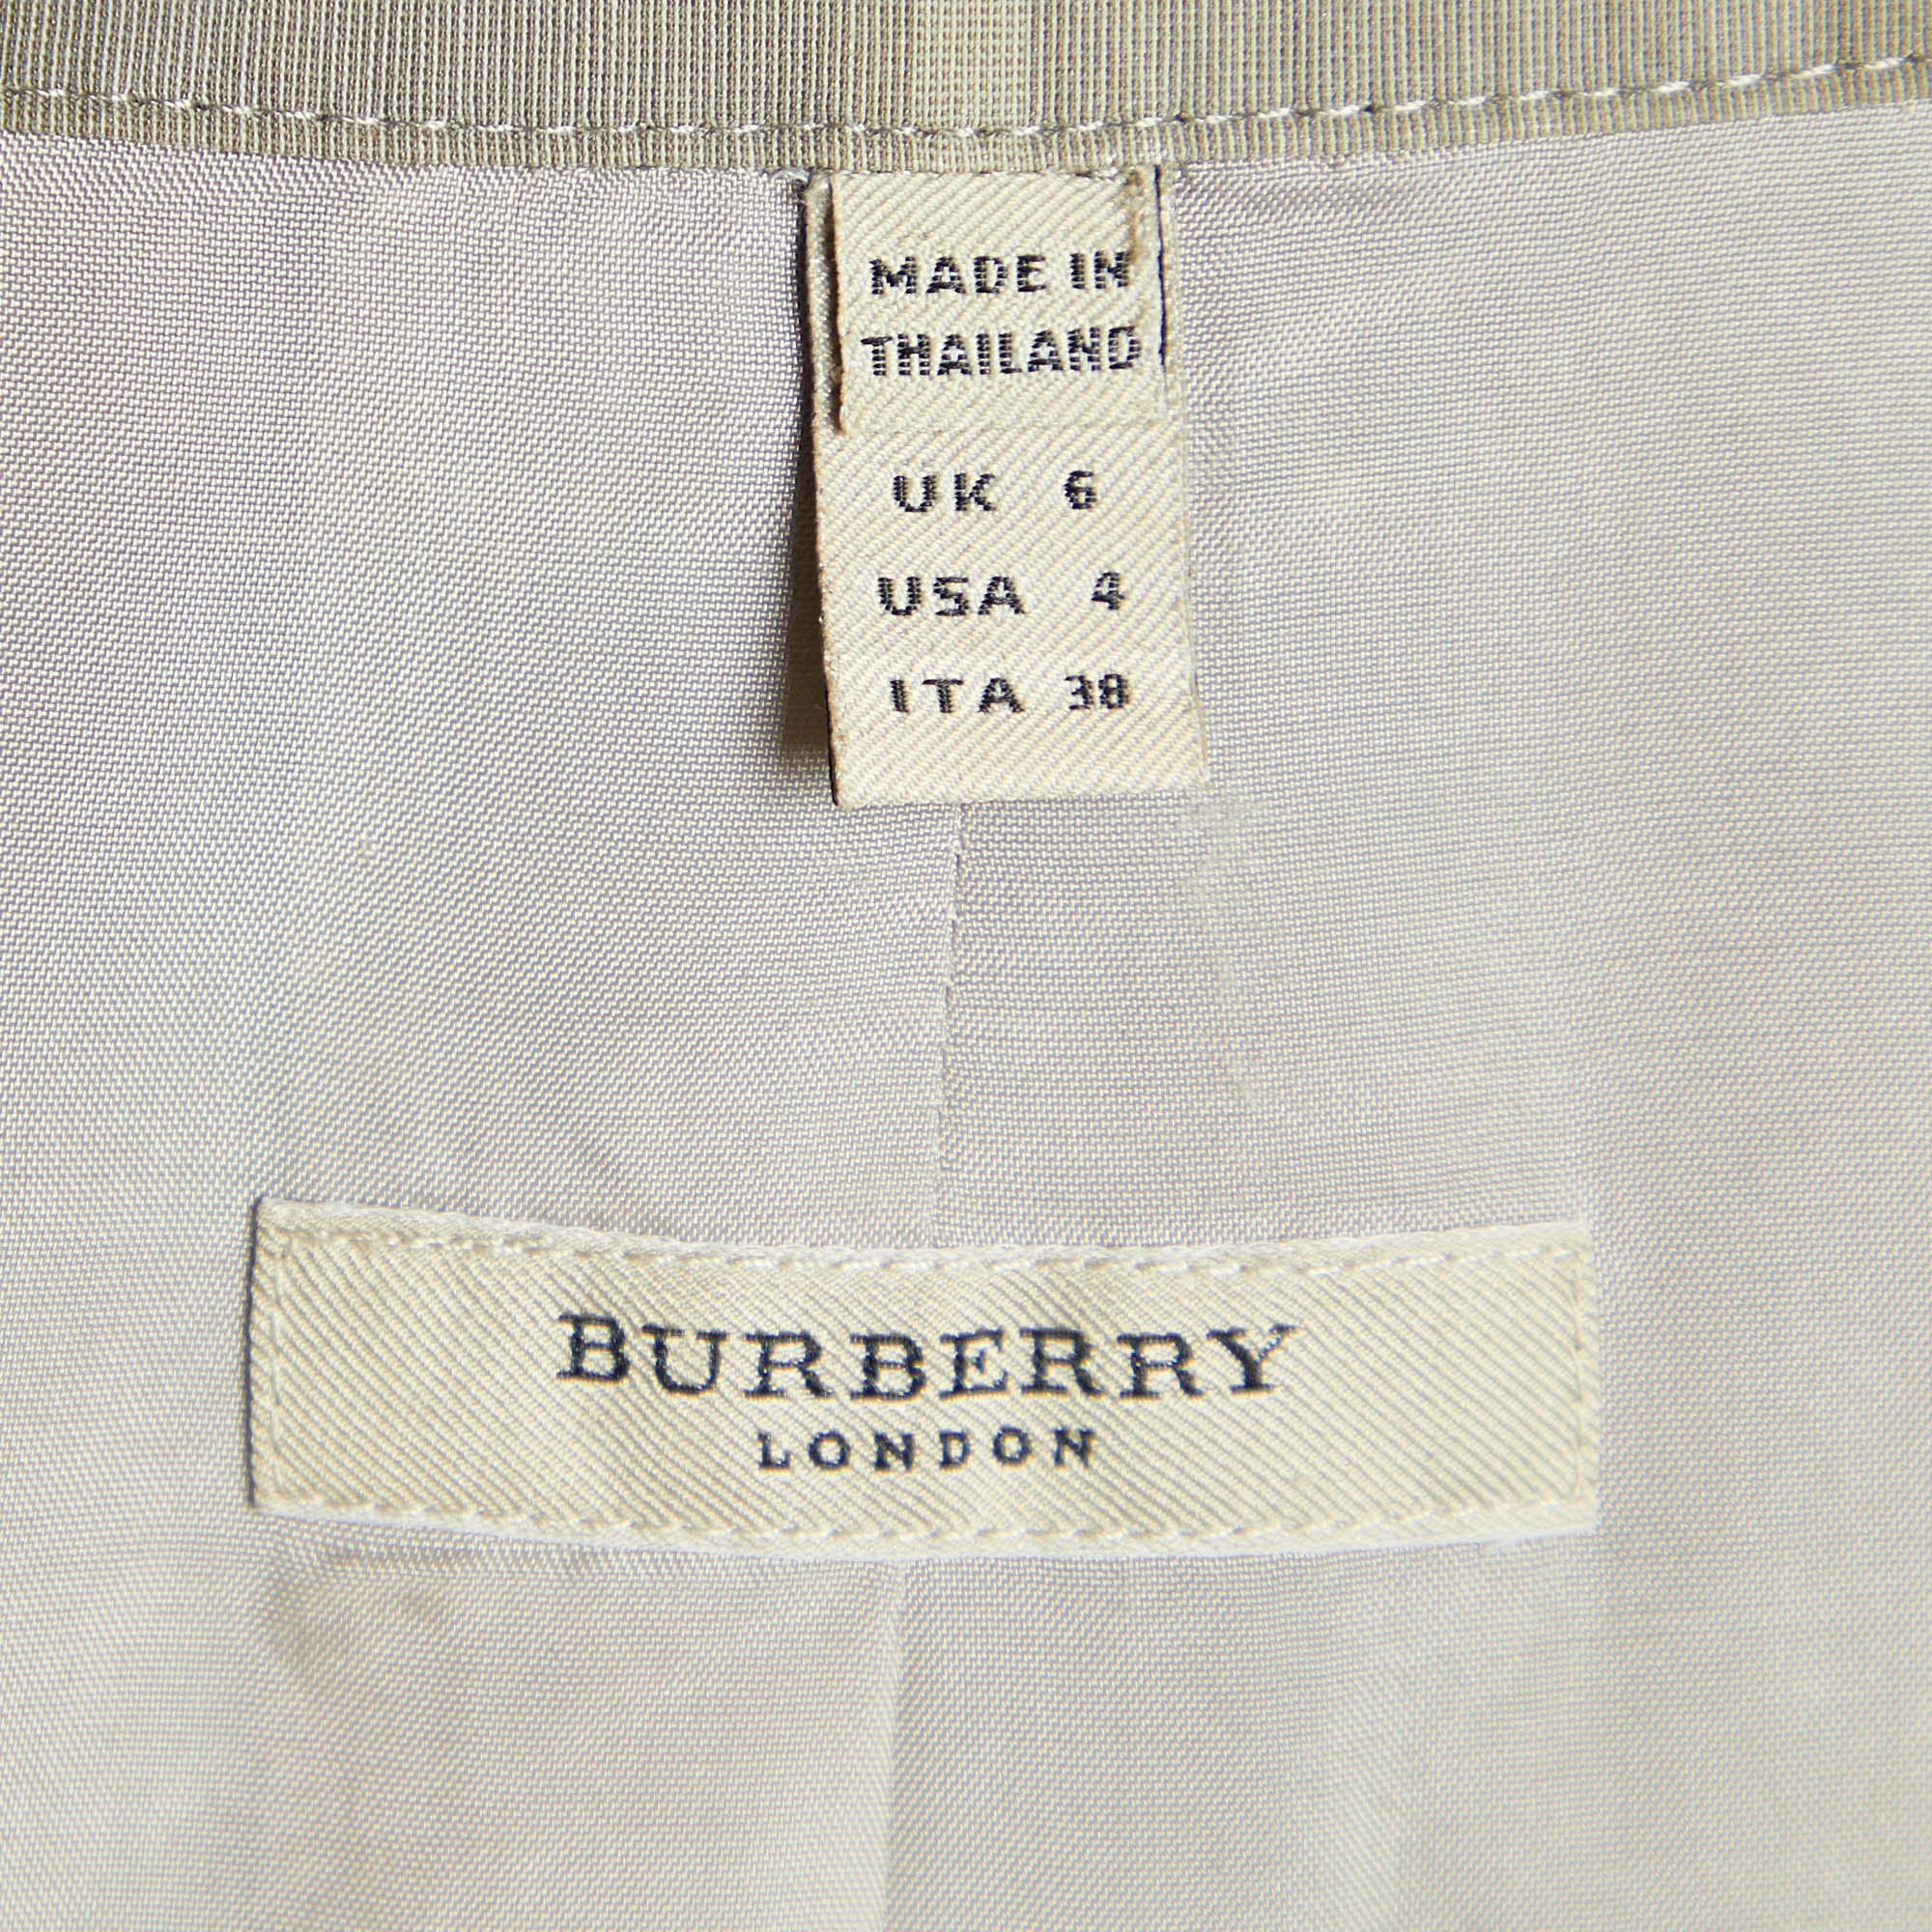 MADE IN
THAILAND
UK 6
USA 4
ITA 38
BURBERRY
LONDON